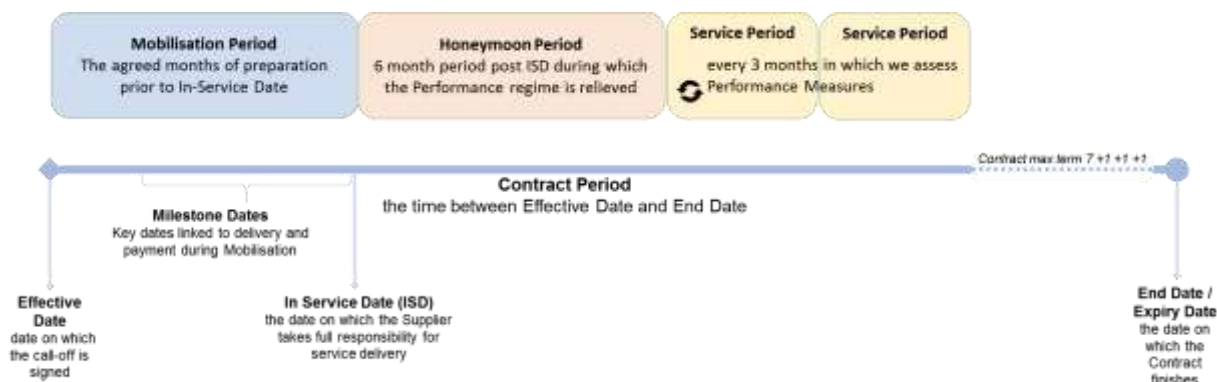 Mobilisation Period
The agreed months of preparation
prior to In-Service Date
Honeymoon Period
6 month period post ISD during which
the Performance regime is relieved
Service Period
Service Period
every 3 months in which we assess
Performance Measures
Contract max term 7 +1 +1 +1
Contract Period
the time between Effective Date and End Date
Milestone Dates
Key dates linked to delivery and
payment during Mobilisation
Effective
Date
date on which
the call-off is
signed
In Service Date (ISD)
the date on which the Supplier
takes full responsibility for
service delivery
End Date /
Expiry Date
the date on
which the
Contract
finishes